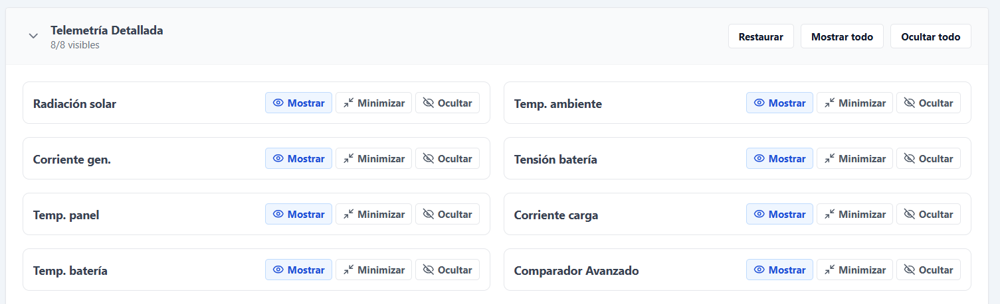 Telemetría Detallada
8/8 visibles
Restaurar Mostrar todo Ocultar todo
Radiación solar Mostrar Minimizar Ocultar
Temp. ambiente Mostrar Minimizar Ocultar
Corriente gen. Mostrar Minimizar Ocultar
Tensión batería Mostrar Minimizar Ocultar
Temp. panel Mostrar Minimizar Ocultar
Corriente carga Mostrar Minimizar Ocultar
Temp. batería Mostrar Minimizar Ocultar
Comparador Avanzado Mostrar Minimizar Ocultar